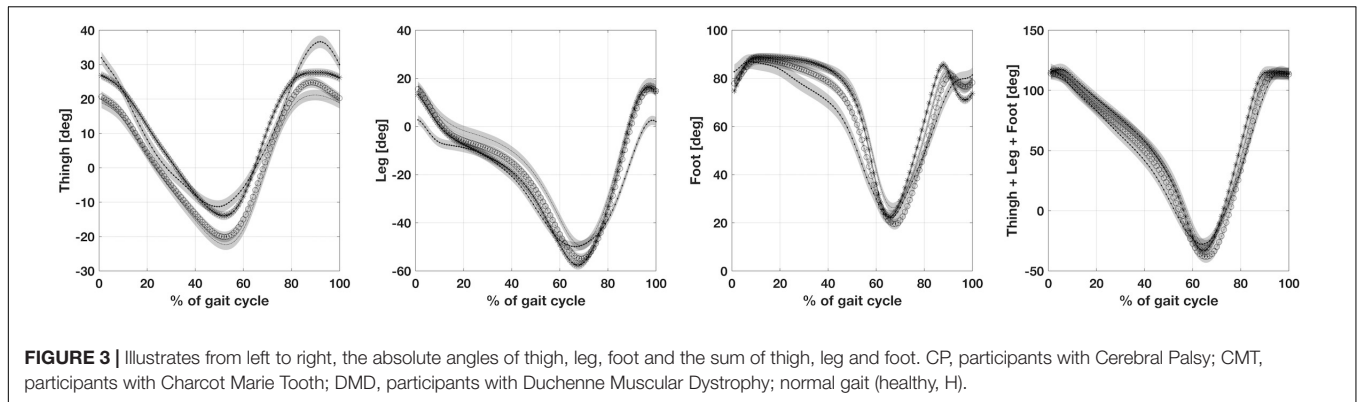 40
30
20
10
0
-10
-20
-30
0 20 40 60 80 100
Thingh [deg]
% of gait cycle
40
20
0
-20
-40
-60
0 20 40 60 80 100
Leg [deg]
% of gait cycle
100
80
60
40
20
0
0 20 40 60 80 100
Foot [deg]
% of gait cycle
150
100
50
0
-50
0 20 40 60 80 100
Thingh + Leg + Foot [deg]
% of gait cycle
FIGURE 3 | Illustrates from left to right, the absolute angles of thigh, leg, foot and the sum of thigh, leg and foot. CP, participants with Cerebral Palsy; CMT,
participants with Charcot Marie Tooth; DMD, participants with Duchenne Muscular Dystrophy; normal gait (healthy, H).